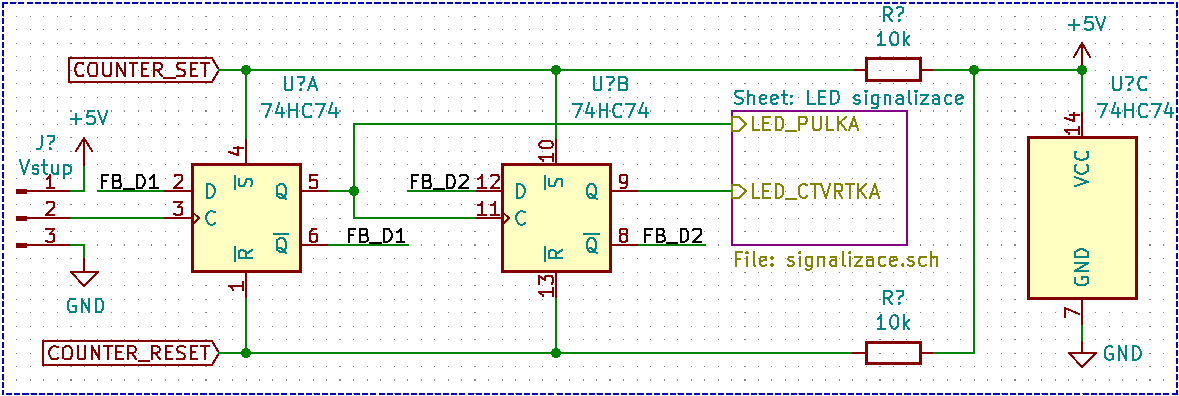 R?
10k
+5V
COUNTER_SET
U?A
74HC74
U?B
74HC74
U?C
74HC74
Sheet: LED signalizace
+5V
J?
Vstup
1
2
3
GND
FB_D1
2
3
4
D
C
S
Q
Q
R
5
6
1
FB_D1
FB_D2
12
11
10
D
C
S
Q
Q
R
9
8
13
FB_D2
LED_PULKA
LED_CTVRTKA
File: signalizace.sch
14
VCC
GND
7
GND
R?
10k
COUNTER_RESET